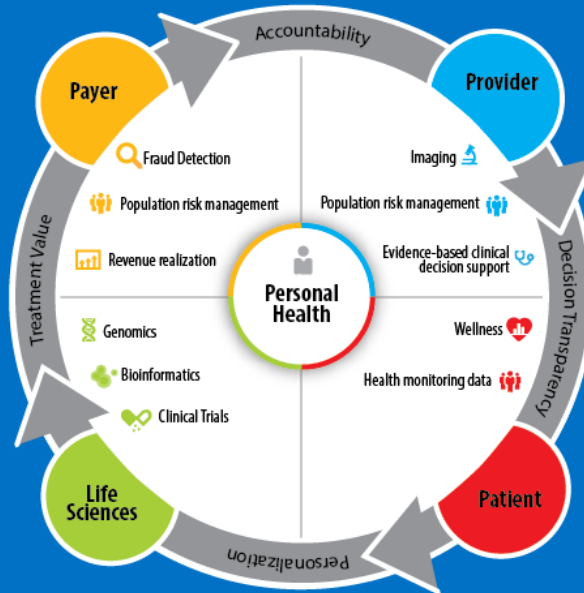 Accountability
Payer
Provider
Fraud Detection
Population risk management
Revenue realization
Imaging
Population risk management
Evidence-based clinical
decision support
Treatment Value
Decision Transparency
Personal
Health
Genomics
Bioinformatics
Clinical Trials
Wellness
Health monitoring data
Life
Sciences
Patient
Personalization